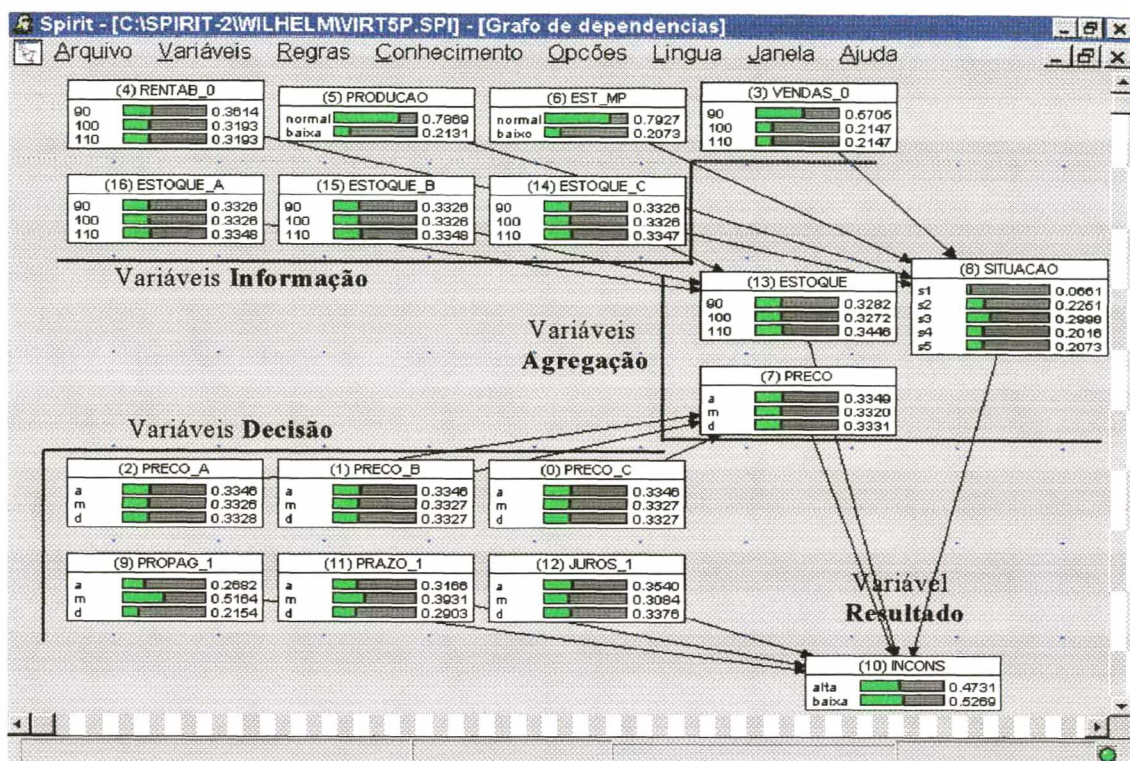 Spirit - [C:\SPIRIT-2\WILHELM\VIRT5P.SPI] - [Grafo de dependencias]
Arquivo Variáveis Regras Conhecimento Opcões Lingua Janela Ajuda
(4) RENTAB_0
90 0.3614
100 0.3193
110 0.3193
(5) PRODUCAO
normal 0.7869
baixa 0.2131
(6) EST_MP
normal 0.7927
baixo 0.2073
(3) VENDAS_0
90 0.5705
100 0.2147
110 0.2147
(16) ESTOQUE_A
90 0.3326
100 0.3326
110 0.3348
(15) ESTOQUE_B
90 0.3326
100 0.3326
110 0.3348
(14) ESTOQUE_C
90 0.3326
100 0.3326
110 0.3347
Variáveis Informação
(13) ESTOQUE
90 0.3282
100 0.3272
110 0.3446
(8) SITUACAO
s1 0.0661
s2 0.2251
s3 0.2998
s4 0.2016
s5 0.2073
Variáveis
Agregação
(7) PRECO
a 0.3349
m 0.3320
d 0.3331
Variáveis Decisão
(2) PRECO_A
a 0.3346
m 0.3326
d 0.3328
(1) PRECO_B
a 0.3346
m 0.3327
d 0.3327
(0) PRECO_C
a 0.3346
m 0.3327
d 0.3327
(9) PROPAG_1
a 0.2682
m 0.5164
d 0.2154
(11) PRAZO_1
a 0.3166
m 0.3931
d 0.2903
(12) JUROS_1
a 0.3540
m 0.3084
d 0.3376
Variável
Resultado
(10) INCONS
alta 0.4731
baixa 0.5269